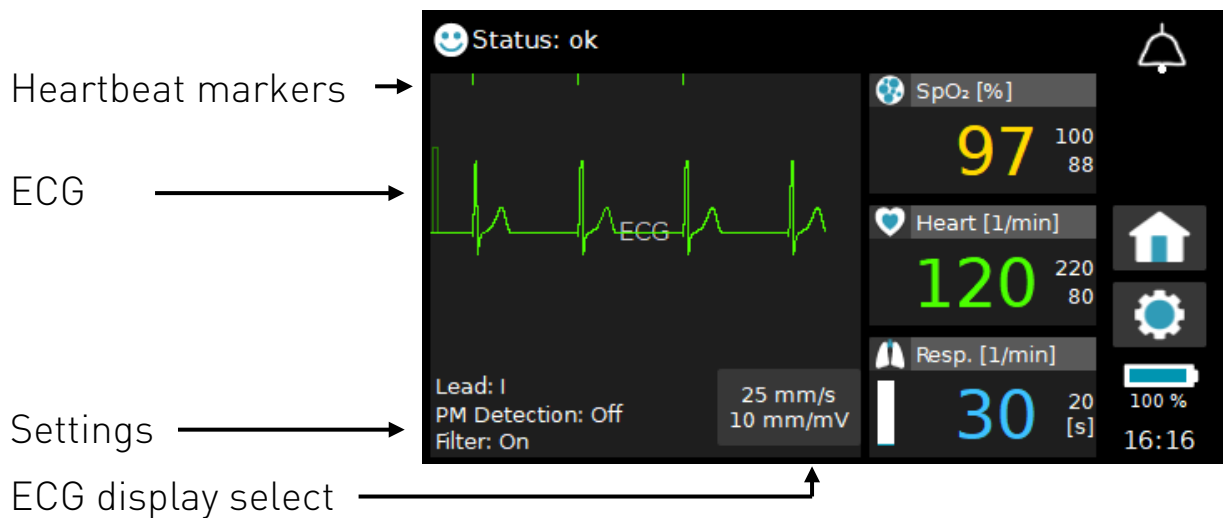 Heartbeat markers
ECG
Settings
ECG display select
Status: ok
ECG
Lead: I
PM Detection: Off
Filter: On
25 mm/s
10 mm/mV
SpO₂ [%]
97
100
88
Heart [1/min]
120
220
80
Resp. [1/min]
30
20
[s]
100 %
16:16